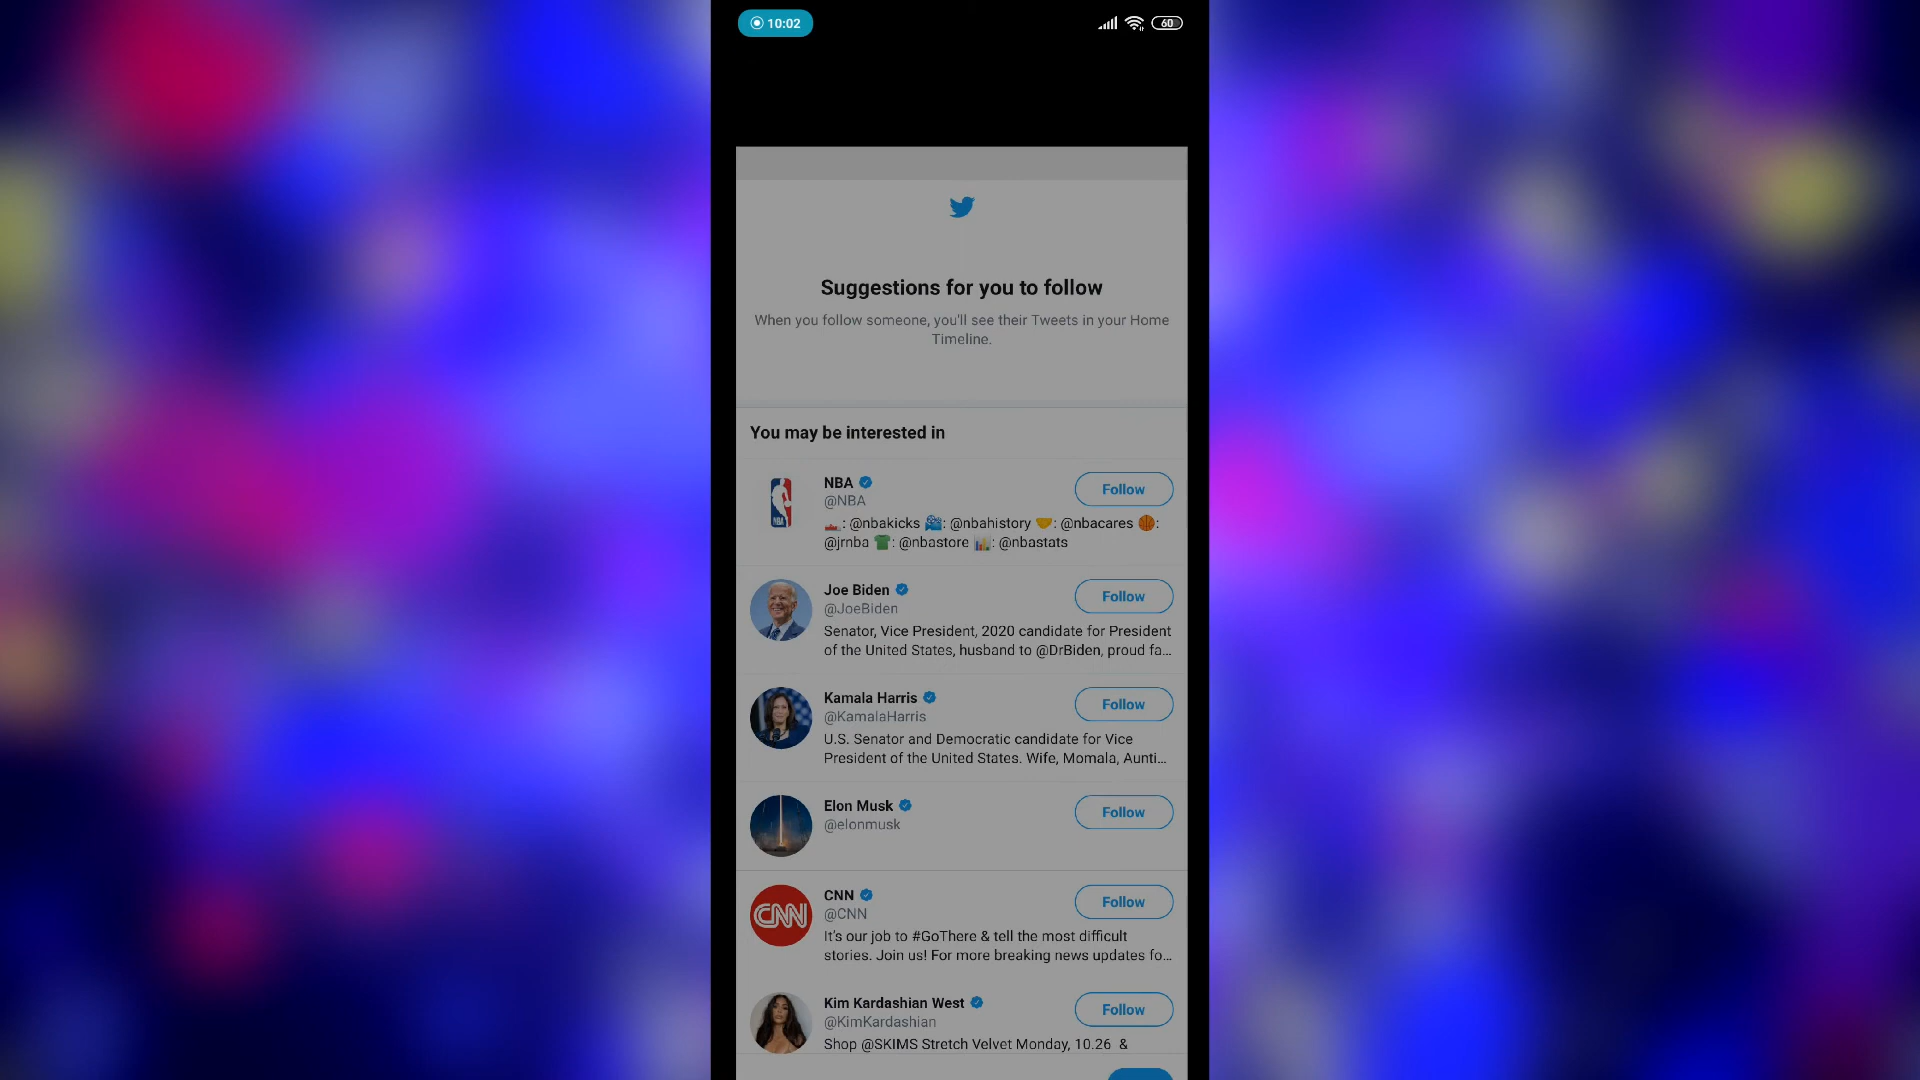 10:02
60
Suggestions for you to follow
When you follow someone, you'll see their Tweets in your Home
Timeline.
You may be interested in
NBA
@NBA
Follow
NBA
👟: @nbakicks 🎽: @nbahistory 🤝: @nbacares 🏀:
@jrnba 👕: @nbastore 📊: @nbastats
Joe Biden
@JoeBiden
Follow
Senator, Vice President, 2020 candidate for President
of the United States, husband to @DrBiden, proud fa...
Kamala Harris
@KamalaHarris
Follow
U.S. Senator and Democratic candidate for Vice
President of the United States. Wife, Momala, Aunti...
Elon Musk
@elonmusk
Follow
CNN
@CNN
Follow
CNN
It's our job to #GoThere & tell the most difficult
stories. Join us! For more breaking news updates fo...
Kim Kardashian West
@KimKardashian
Follow
Shop @SKIMS Stretch Velvet Monday, 10.26 &